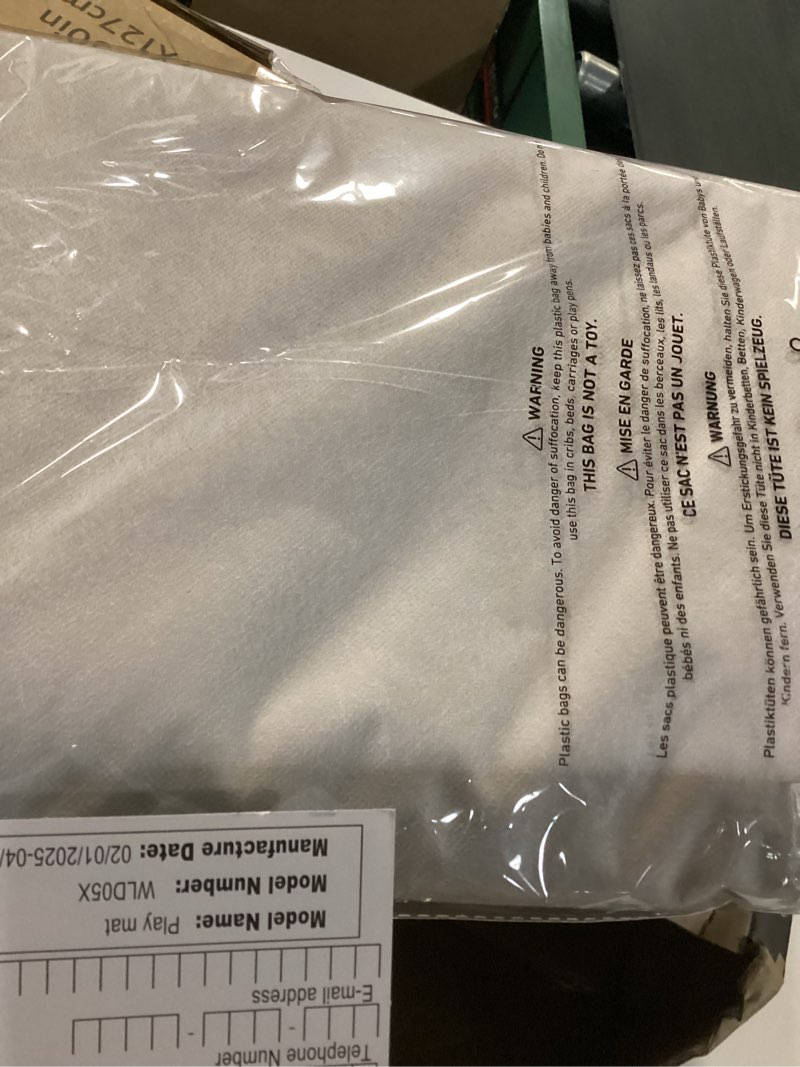 ⚠ WARNING
Plastic bags can be dangerous. To avoid danger of suffocation, keep this plastic bag away from babies and children. Do
use this bag in cribs, beds, carriages or play pens.
THIS BAG IS NOT A TOY.
⚠ MISE EN GARDE
Les sacs plastique peuvent être dangereux. Pour éviter le danger de suffocation, ne laissez pas ces sacs à la portée
bébés ni des enfants. Ne pas utiliser ce sac dans les berceaux, les lits, les landaus ou les parcs.
CE SAC N'EST PAS UN JOUET.
⚠ WARNUNG
Plastiktüten können gefährlich sein. Um Erstickungsgefahr zu vermeiden, halten Sie diese Plastiktüte von Babys
Kindern fern. Verwenden Sie diese Tüte nicht in Kinderbetten, Betten, Kinderwagen oder Laufställen.
DIESE TÜTE IST KEIN SPIELZEUG.
Telephone Number
E-mail address
Model Name: Play mat
Model Number: WLD05X
Manufacture Date: 02/01/2025-04/
x127cm